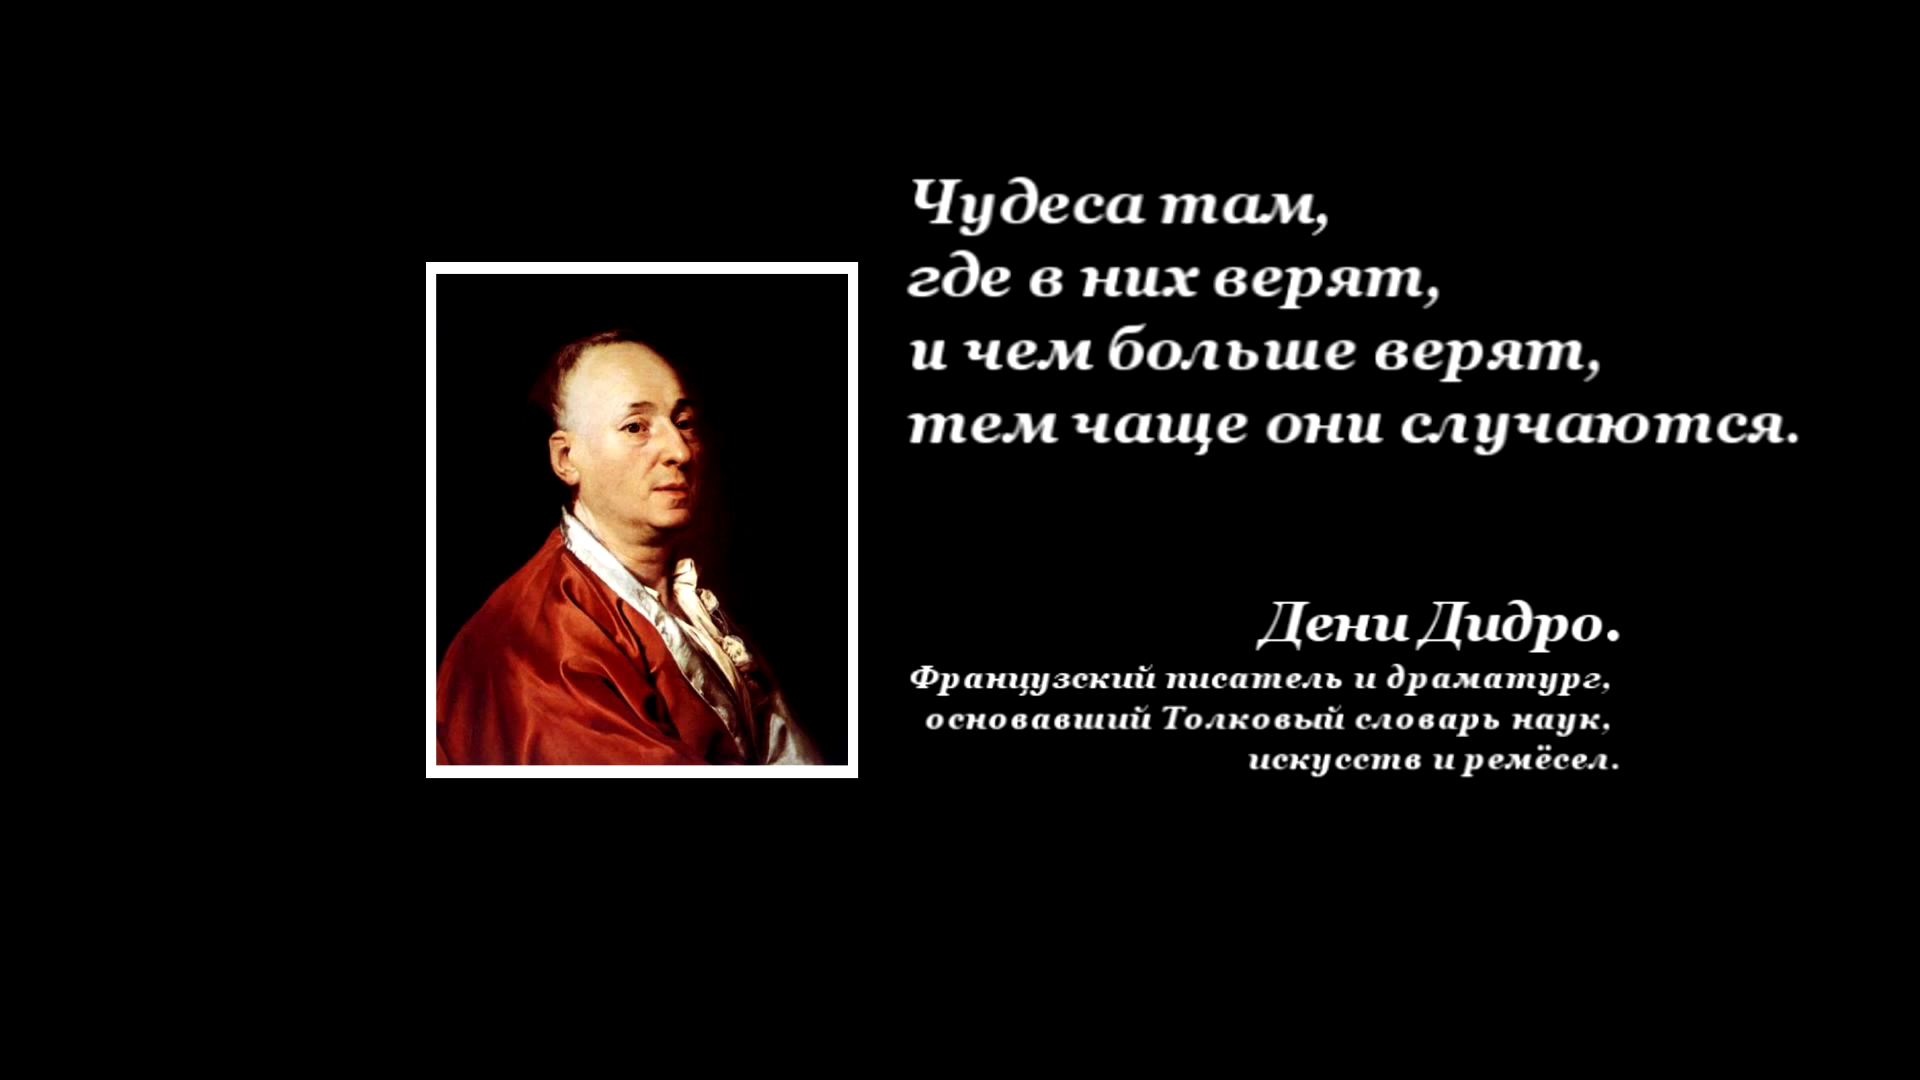 Чудеса там,
где в них верят,
и чем больше верят,
тем чаще они случаются.
Дени Дидро.
Французский писатель и драматург,
основавший Толковый словарь наук,
искусств и ремёсел.